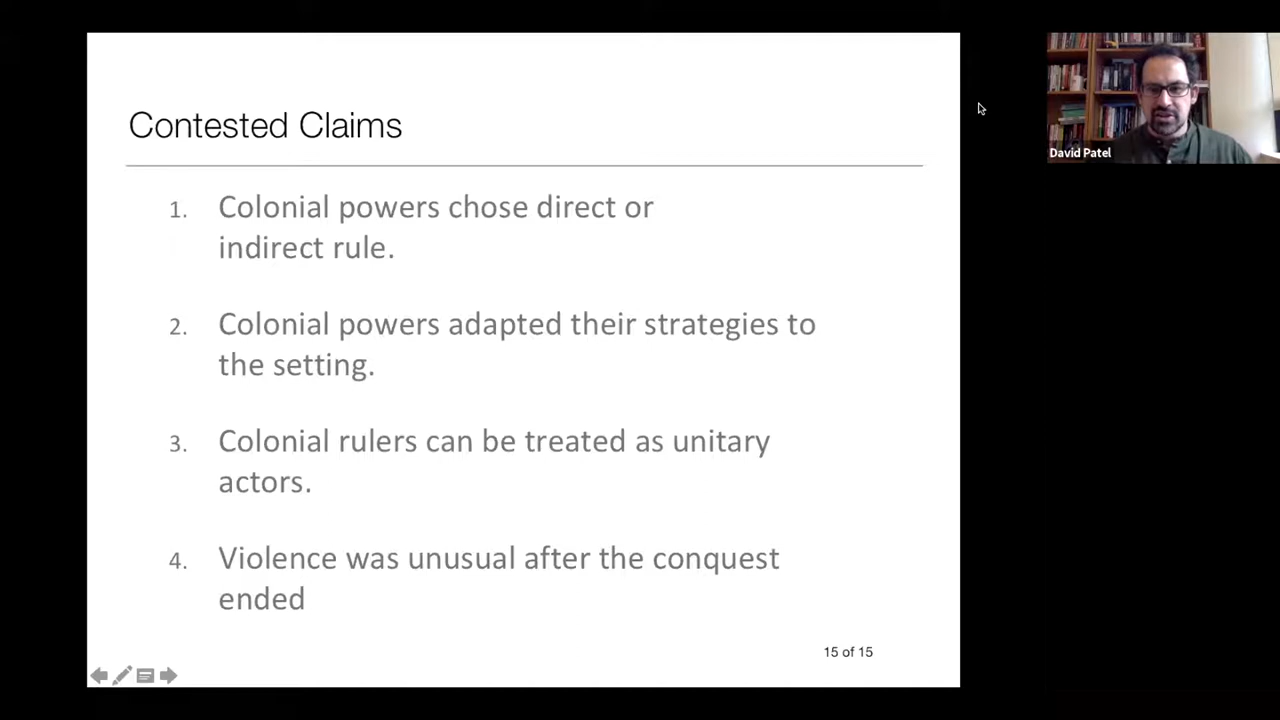 Contested Claims
1. Colonial powers chose direct or
indirect rule.
2. Colonial powers adapted their strategies to
the setting.
3. Colonial rulers can be treated as unitary
actors.
4. Violence was unusual after the conquest
ended
15 of 15
David Patel